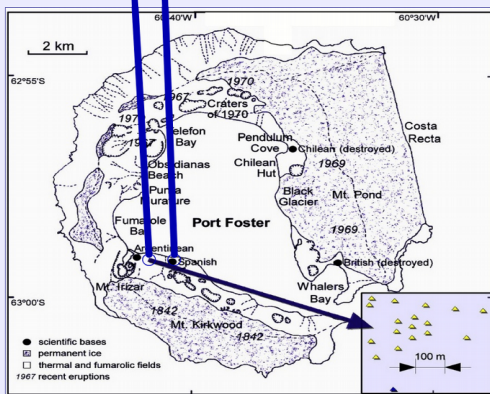 60°40'
60°30'
2 km
62°55'S
63°00'S
1970
1967
Craters
of 1970
Telefon
Bay
Pendulum
Cove
Chilean (destroyed)
Costa
Recta
Chilean
Hut
1969
Obsidianas
Beach
Mt. Pond
Black
Glacier
Punta
Murature
Port Foster
Fumarole
1969
Argentinean
Spanish
British (destroyed)
Whalers
Bay
Mt. Irizar
1842
Mt. Kirkwood
1842
scientific bases
permanent ice
thermal and fumarolic fields
1967 recent eruptions
100 m